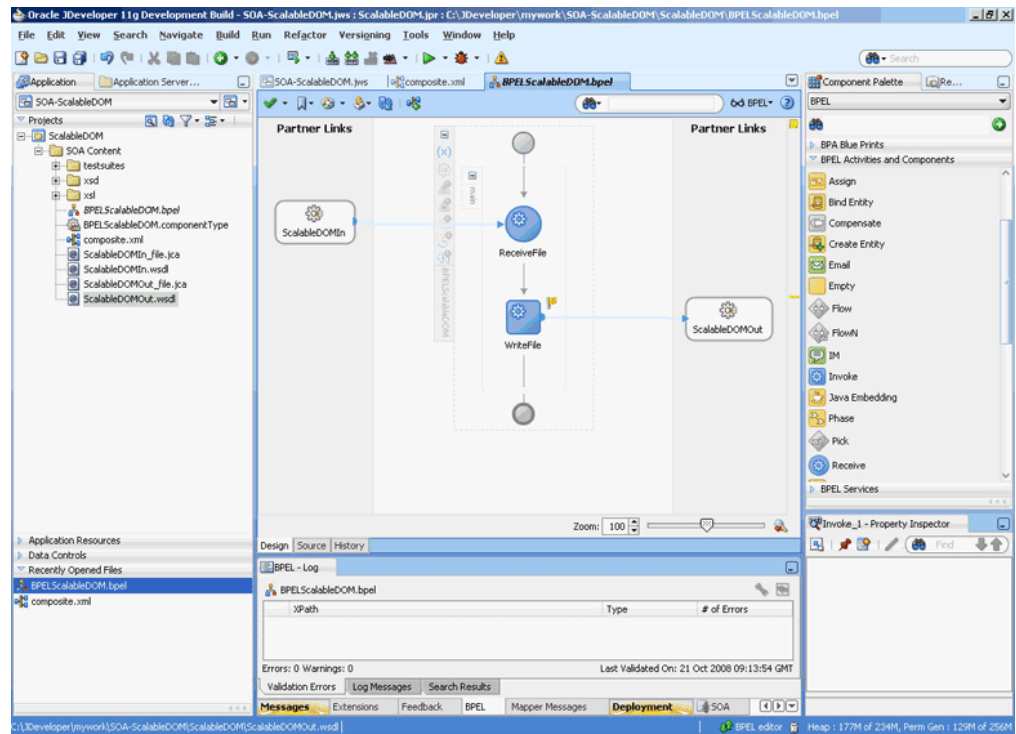 Oracle JDeveloper 11g Development Build - SOA-ScalableDOM.jws : ScalableDOM.jpr : C:\JDeveloper\mywork\SOA-ScalableDOM\ScalableDOM\BPELScalableDOM.bpel
File Edit View Search Navigate Build Run Refactor Versioning Tools Window Help
Search
Application
Application Server...
SOA-ScalableDOM
Projects
ScalableDOM
SOA Content
testsuites
xsd
xsl
BPELScalableDOM.bpel
BPELScalableDOM.componentType
composite.xml
ScalableDOMIn_file.jca
ScalableDOMIn.wsdl
ScalableDOMOut_file.jca
ScalableDOMOut.wsdl
Application Resources
Data Controls
Recently Opened Files
BPELScalableDOM.bpel
composite.xml
SOA-ScalableDOM.jws composite.xml BPELScalableDOM.bpel
BPEL
Partner Links
Partner Links
(x)
main
BPELScalableDOM
ScalableDOMIn
ReceiveFile
WriteFile
ScalableDOMOut
Zoom: 100
Design Source History
BPEL - Log
BPELScalableDOM.bpel
XPath Type # of Errors
Errors: 0 Warnings: 0 Last Validated On: 21 Oct 2008 09:13:54 GMT
Validation Errors Log Messages Search Results
Messages Extensions Feedback BPEL Mapper Messages Deployment SOA
Component Palette
Re...
BPEL
BPA Blue Prints
BPEL Activities and Components
Assign
Bind Entity
Compensate
Create Entity
Email
Empty
Flow
FlowN
IM
Invoke
Java Embedding
Phase
Pick
Receive
BPEL Services
Invoke_1 - Property Inspector
Find
C:\JDeveloper\mywork\SOA-ScalableDOM\ScalableDOM\ScalableDOMOut.wsdl
BPEL editor
Heap : 177M of 234M, Perm Gen : 129M of 256M